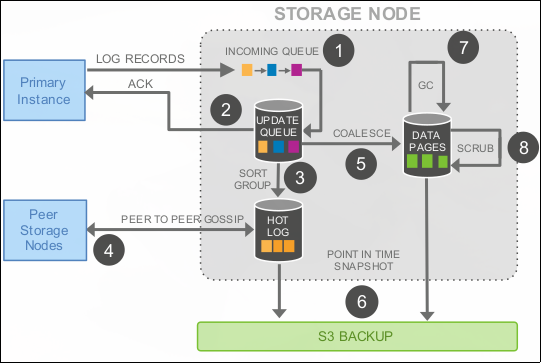 STORAGE NODE
LOG RECORDS
INCOMING QUEUE
1
7
Primary
Instance
ACK
2
UPDATE
QUEUE
COALESCE
5
GC
DATA
PAGES
SCRUB
8
SORT
GROUP
3
Peer
Storage
Nodes
PEER TO PEER GOSSIP
4
HOT
LOG
POINT IN TIME
SNAPSHOT
6
S3 BACKUP